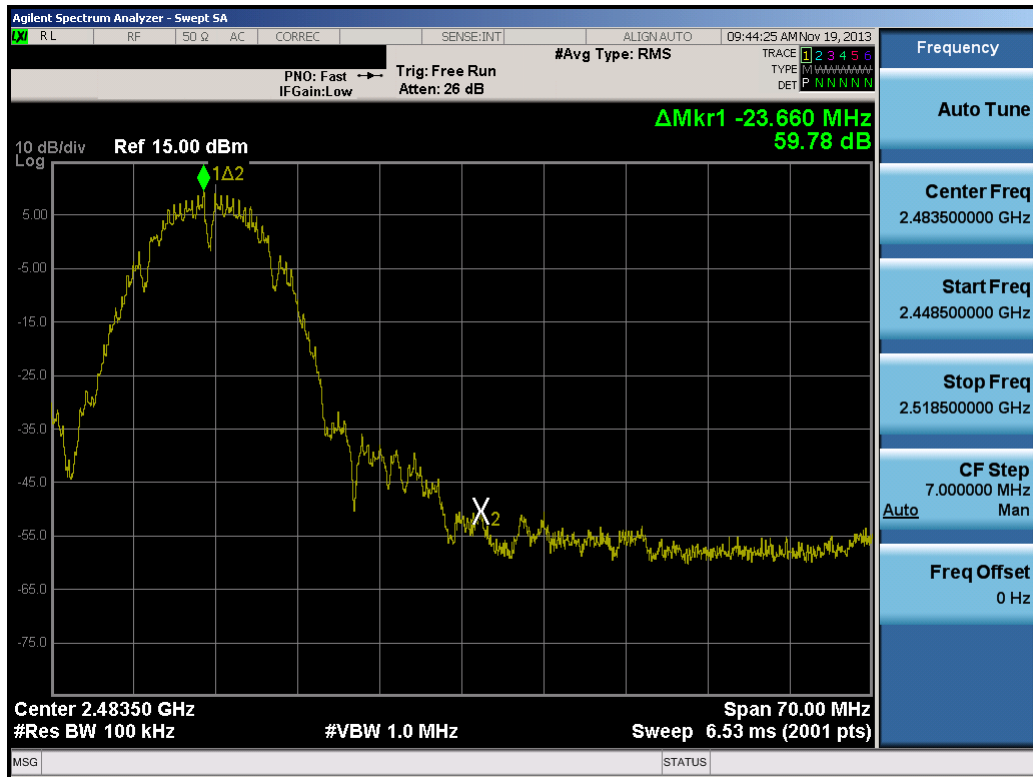 Agilent Spectrum Analyzer - Swept SA
LXI RL RF 50 Ω AC CORREC SENSE:INT ALIGN AUTO 09:44:25 AM Nov 19, 2013
#Avg Type: RMS TRACE 1 2 3 4 5 6
PNO: Fast Trig: Free Run TYPE M WWWWW
IFGain:Low Atten: 26 dB DET P N N N N N
ΔMkr1 -23.660 MHz
59.78 dB
10 dB/div Ref 15.00 dBm
Log
1Δ2
5.00
-5.00
-15.0
-25.0
-35.0
-45.0
X2
-55.0
-65.0
-75.0
Center 2.48350 GHz Span 70.00 MHz
#Res BW 100 kHz #VBW 1.0 MHz Sweep 6.53 ms (2001 pts)
MSG STATUS
Frequency
Auto Tune
Center Freq
2.483500000 GHz
Start Freq
2.448500000 GHz
Stop Freq
2.518500000 GHz
CF Step
7.000000 MHz
Auto Man
Freq Offset
0 Hz